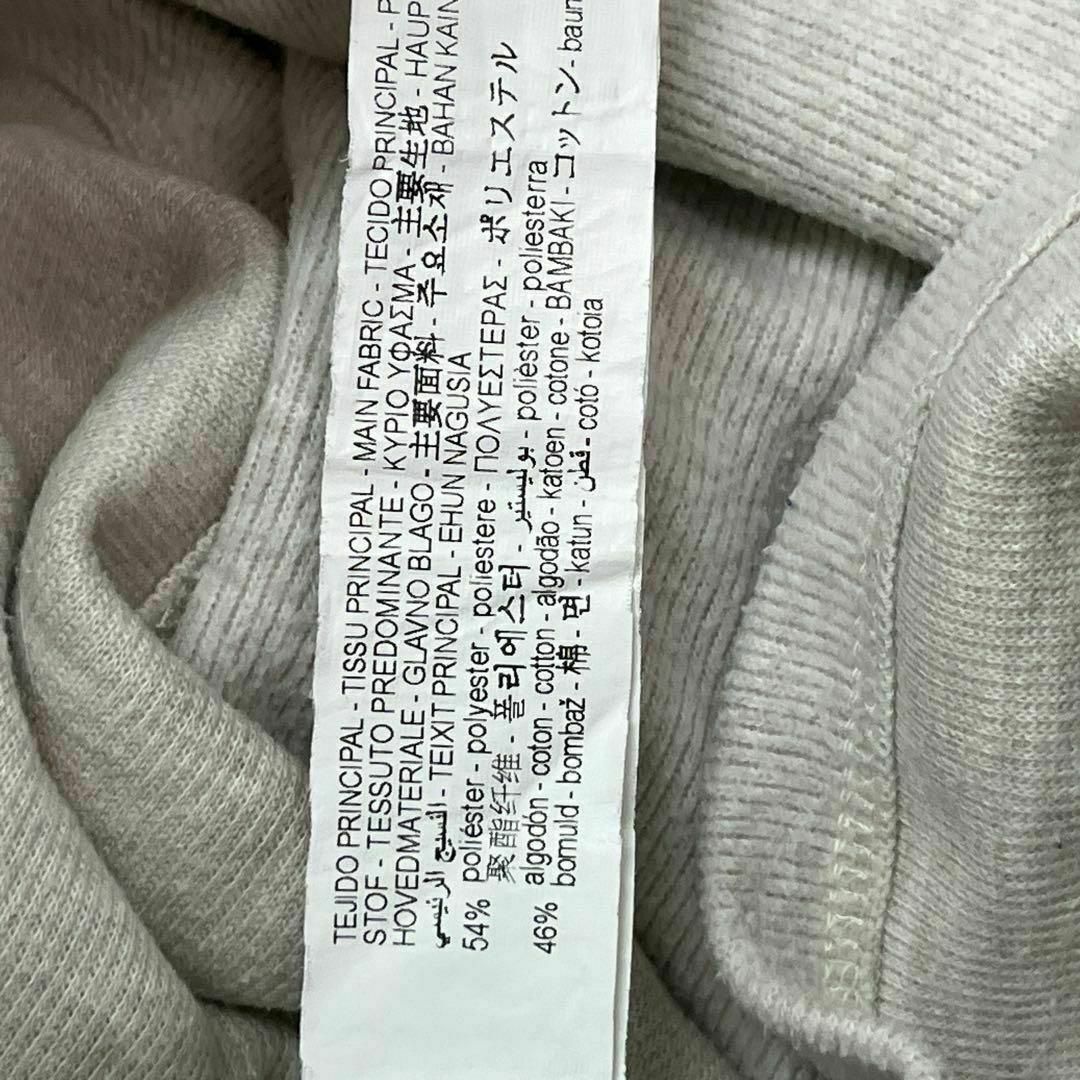 TEJIDO PRINCIPAL - TISSU PRINCIPAL - MAIN FABRIC - TECIDO PRINCIPAL - P
STOF - TESSUTO PREDOMINANTE - ΚΥΡΙΟ ΥΦΑΣΜΑ - 主要生地 - HAUP
HOVEDMATERIALE - GLAVNO BLAGO - 主要面料 - 주요소재 - BAHAN KAIN
النسيج الرئيسي - TEIXIT PRINCIPAL - EHUN NAGUSIA
54% poliéster - polyester - poliestere - ΠΟΛΥΕΣΤΕΡΑΣ - ポリエステル
聚酯纤维 - 폴리에스터 - بوليستير - poliéster - poliesterra
46% algodón - coton - cotton - algodão - katoen - cotone - BAMBAKI - コットン - baum
bomuld - bombaž - 棉 - 면 - katun - قطن - cotó - kotoia